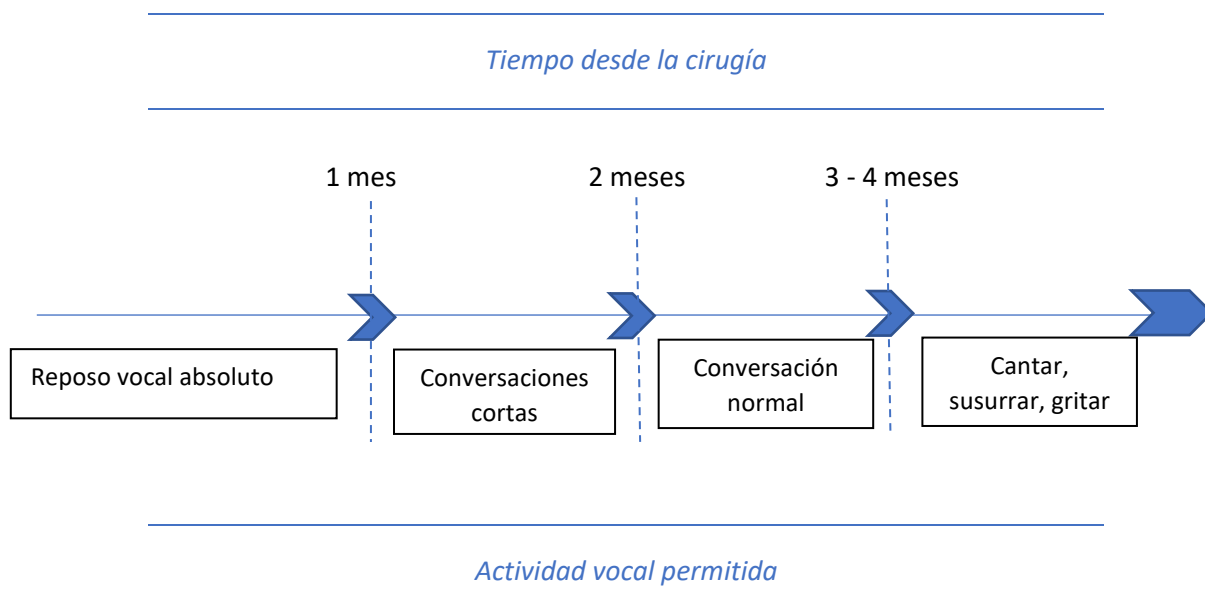 Tiempo desde la cirugía
1 mes
2 meses
3 - 4 meses
Reposo vocal absoluto
Conversaciones
cortas
Conversación
normal
Cantar,
susurrar, gritar
Actividad vocal permitida